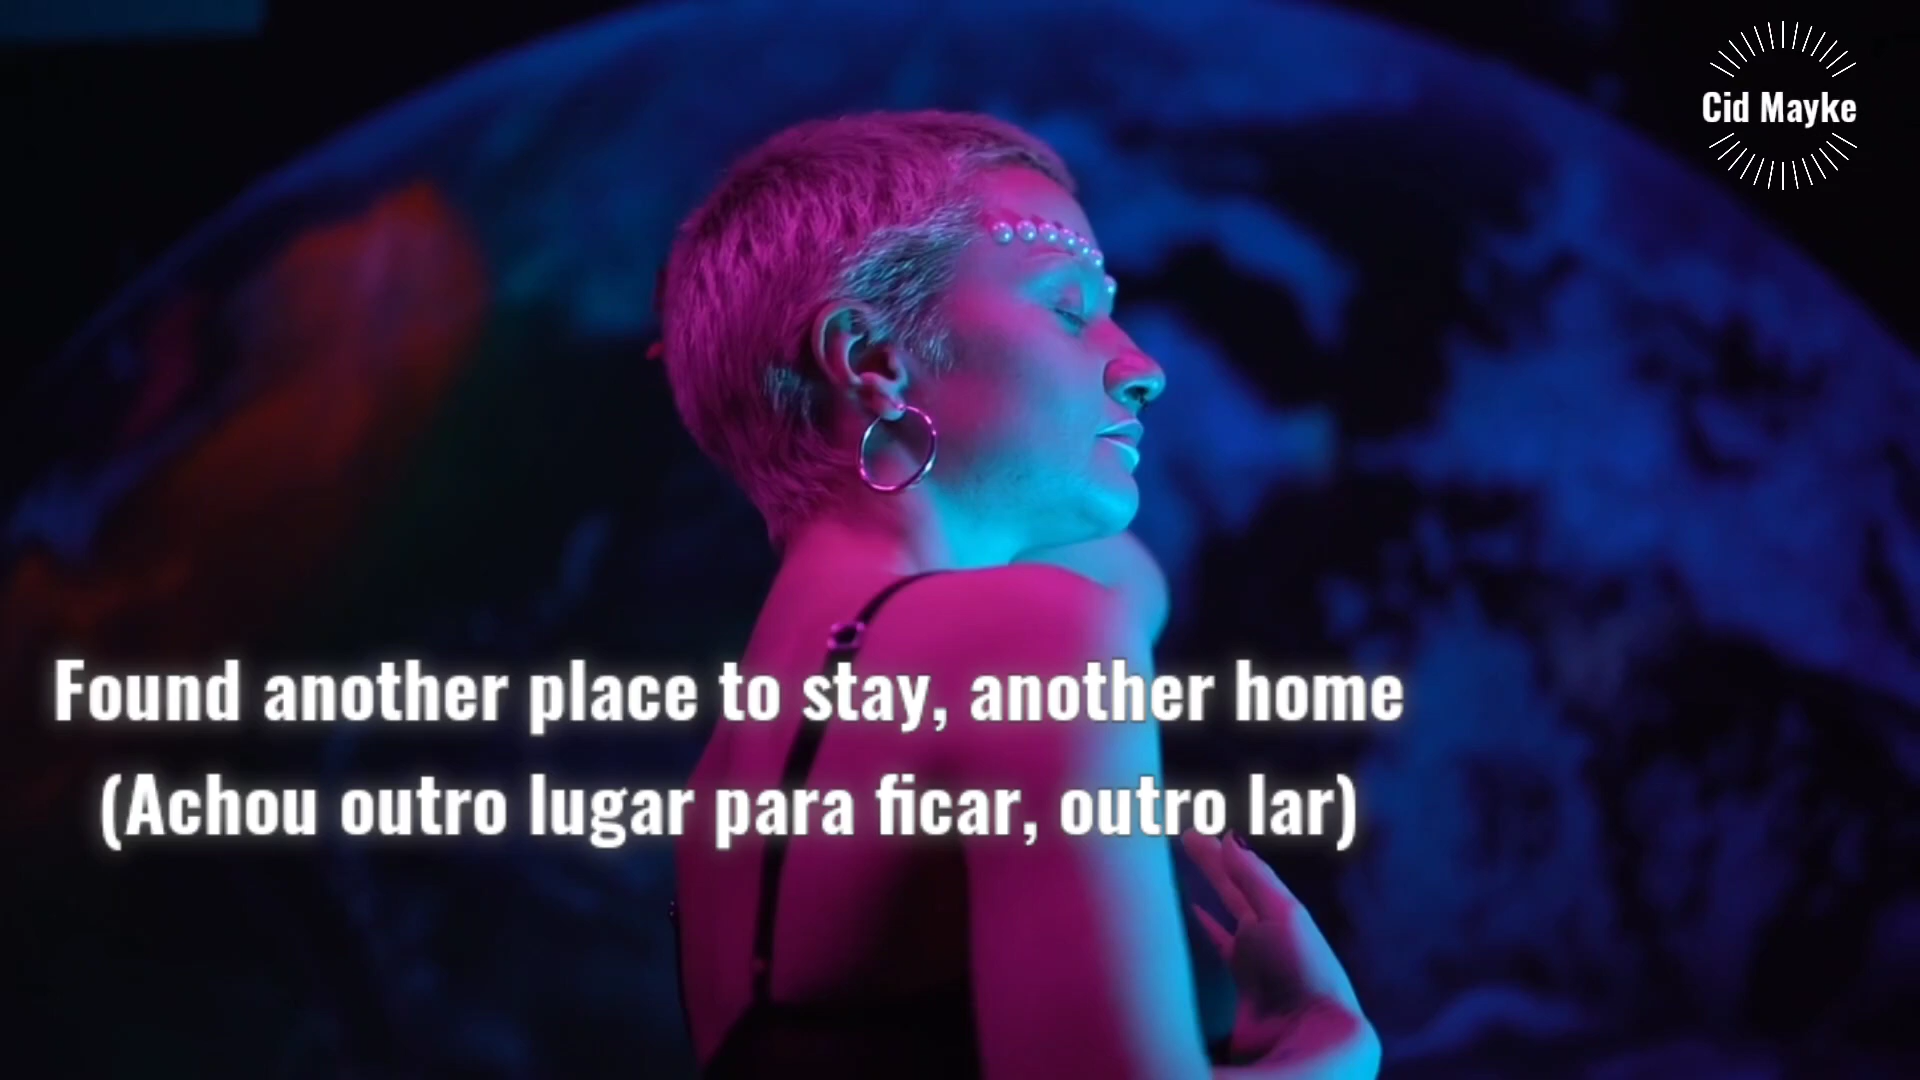 Cid Mayke
Found another place to stay, another home
(Achou outro lugar para ficar, outro lar)